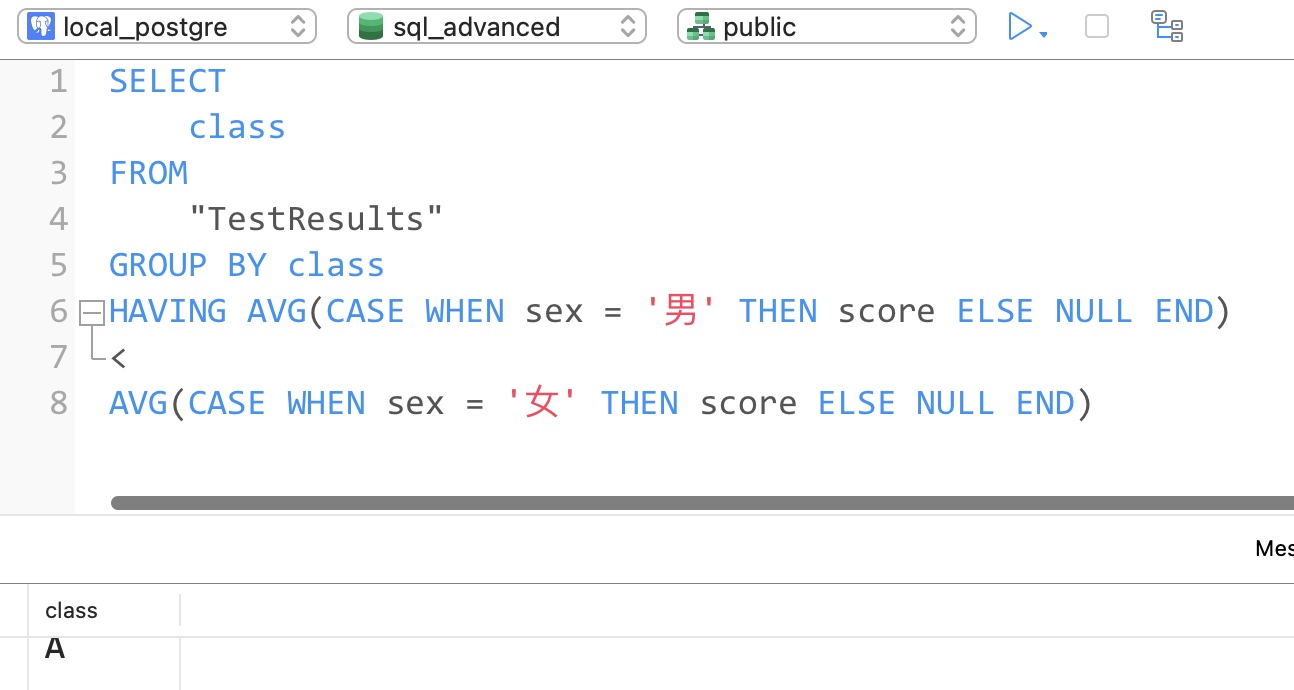 local_postgre sql_advanced public
1 SELECT
2 class
3 FROM
4 "TestResults"
5 GROUP BY class
6 HAVING AVG(CASE WHEN sex = '男' THEN score ELSE NULL END)
7 <
8 AVG(CASE WHEN sex = '女' THEN score ELSE NULL END)
Mes
class
A